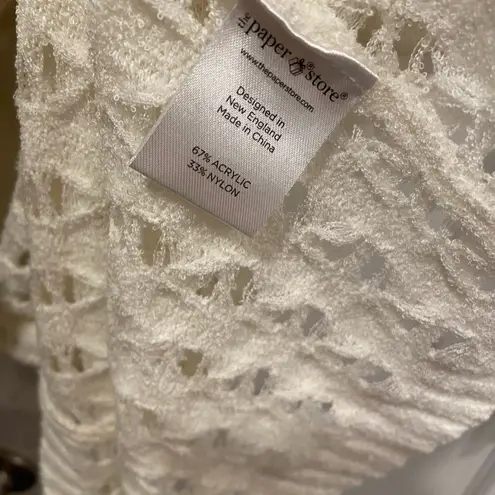 the paper store®
www.thepaperstore.com
Designed in
New England
Made in China
67% ACRYLIC
33% NYLON